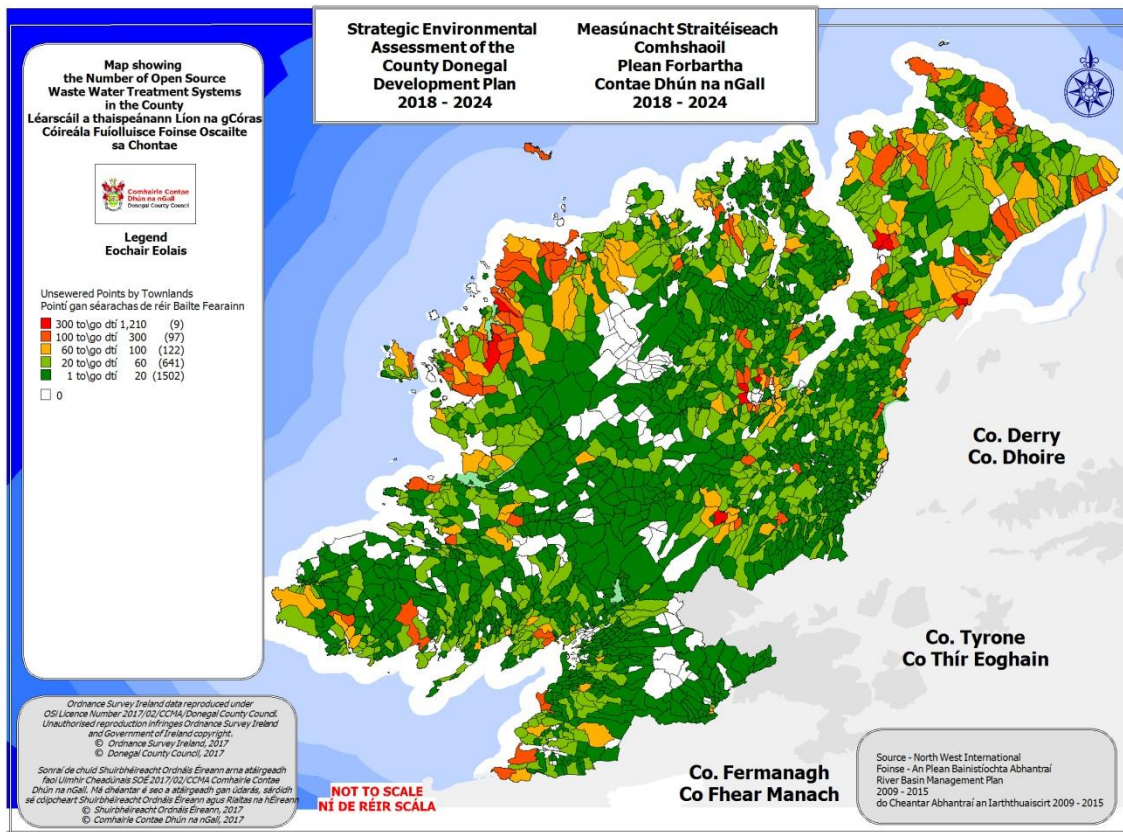 Strategic Environmental
Assessment of the
County Donegal
Development Plan
2018 - 2024
Measúnacht Straitéiseach
Comhshaoil
Plean Forbartha
Contae Dhún na nGall
2018 - 2024
Map showing
the Number of Open Source
Waste Water Treatment Systems
in the County
Léarscáil a thaispeánann Líon na gCóras
Cóireála Fuíolluisce Foinse Oscailte
sa Chontae
Comhairle Contae
Dhún na nGall
Donegal County Council
Legend
Eochair Eolais
Unsewered Points by Townlands
Pointí gan séarachas de réir Bailte Fearainn
300 to\go dtí 1,210 (9)
100 to\go dtí 300 (97)
60 to\go dtí 100 (122)
20 to\go dtí 60 (641)
1 to\go dtí 20 (1502)
0
Co. Derry
Co. Dhoire
Co. Tyrone
Co Thír Eoghain
Co. Fermanagh
Co Fhear Manach
Ordnance Survey Ireland data reproduced under
OSi Licence Number 2017/02/CCMA/Donegal County Council.
Unauthorised reproduction infringes Ordnance Survey Ireland
and Government of Ireland copyright.
© Ordnance Survey Ireland, 2017
© Donegal County Council, 2017
Sonraí de chuid Shuirbhéireacht Ordnáis Éireann arna atáirgeadh
faoi Uimhir Cheadúnais SOÉ 2017/02/CCMA Comhairle Contae
Dhún na nGall. Má dhéantar é seo a atáirgeadh gan údarás, sáróidh
sé cóipcheart Shuirbhéireacht Ordnáis Éireann agus Rialtas na hÉireann
© Shuirbhéireacht Ordnáis Éireann, 2017
© Comhairle Contae Dhún na nGall, 2017
NOT TO SCALE
NÍ DE RÉIR SCÁLA
Source - North West International
Foinse - An Plean Bainistíochta Abhantraí
River Basin Management Plan
2009 - 2015
do Cheantar Abhantraí an Iarththuaiscirt 2009 - 2015